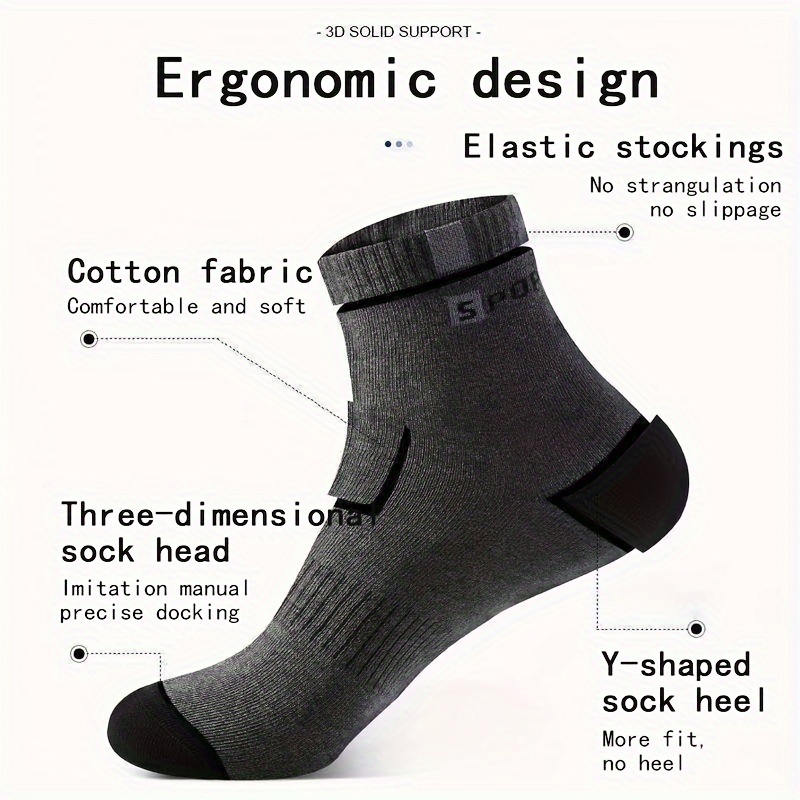 - 3D SOLID SUPPORT -
Ergonomic design
Elastic stockings
No strangulation
no slippage
Cotton fabric
Comfortable and soft
SPOR
Three-dimensional
sock head
Imitation manual
precise docking
Y-shaped
sock heel
More fit,
no heel